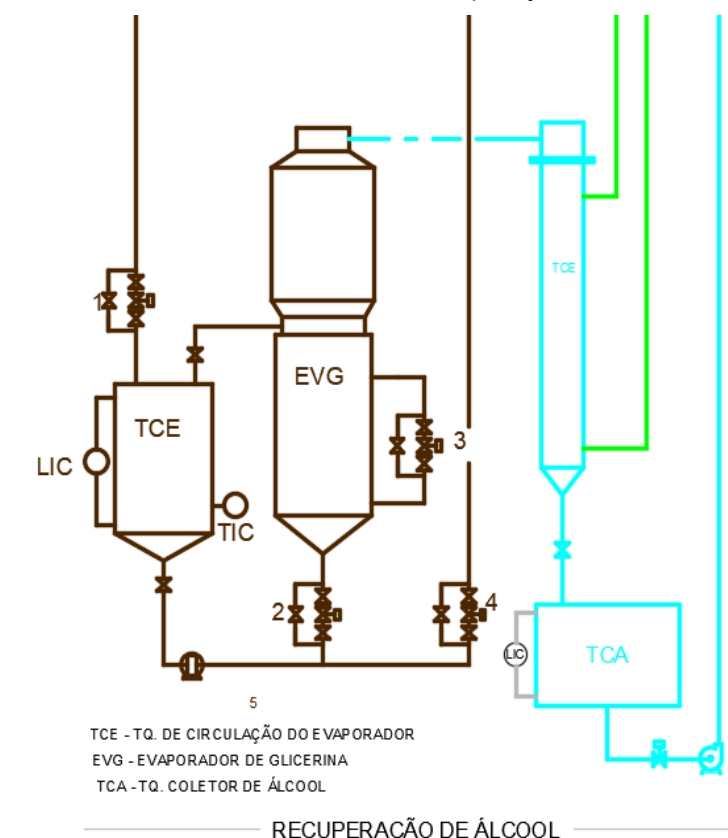 TCE
1
EVG
TCE
3
LIC
TIC
2
4
LIC
TCA
5
TCE - TQ. DE CIRCULAÇÃO DO EVAPORADOR
EVG - EVAPORADOR DE GLICERINA
TCA - TQ. COLETOR DE ÁLCOOL
RECUPERAÇÃO DE ÁLCOOL